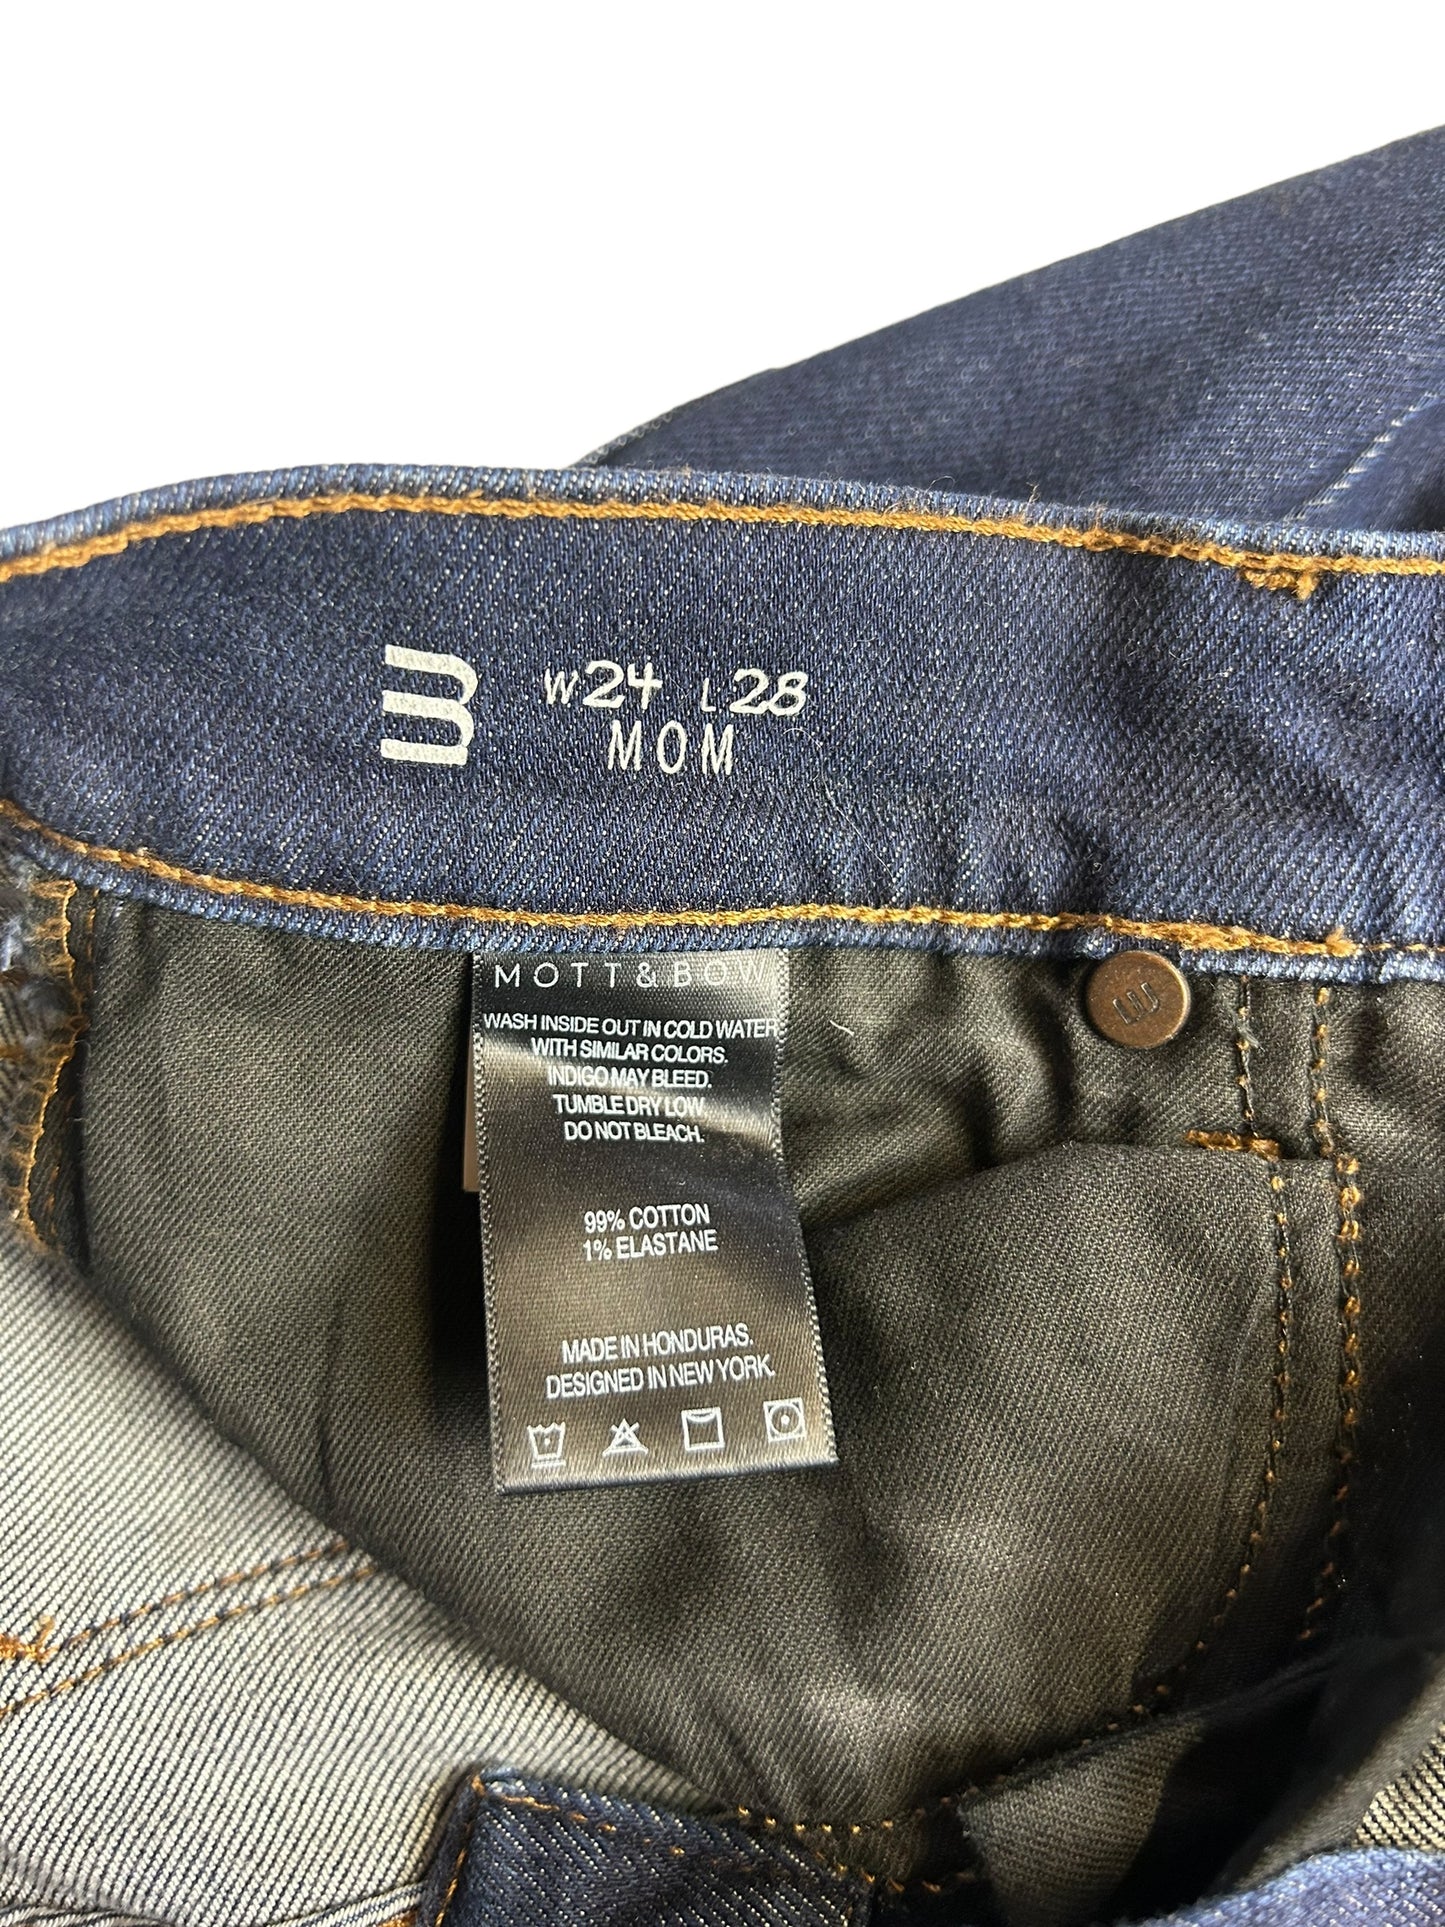 W24 L28
MOM
MOTT & BOW
WASH INSIDE OUT IN COLD WATER
WITH SIMILAR COLORS.
INDIGO MAY BLEED.
TUMBLE DRY LOW.
DO NOT BLEACH.
99% COTTON
1% ELASTANE
MADE IN HONDURAS.
DESIGNED IN NEW YORK.